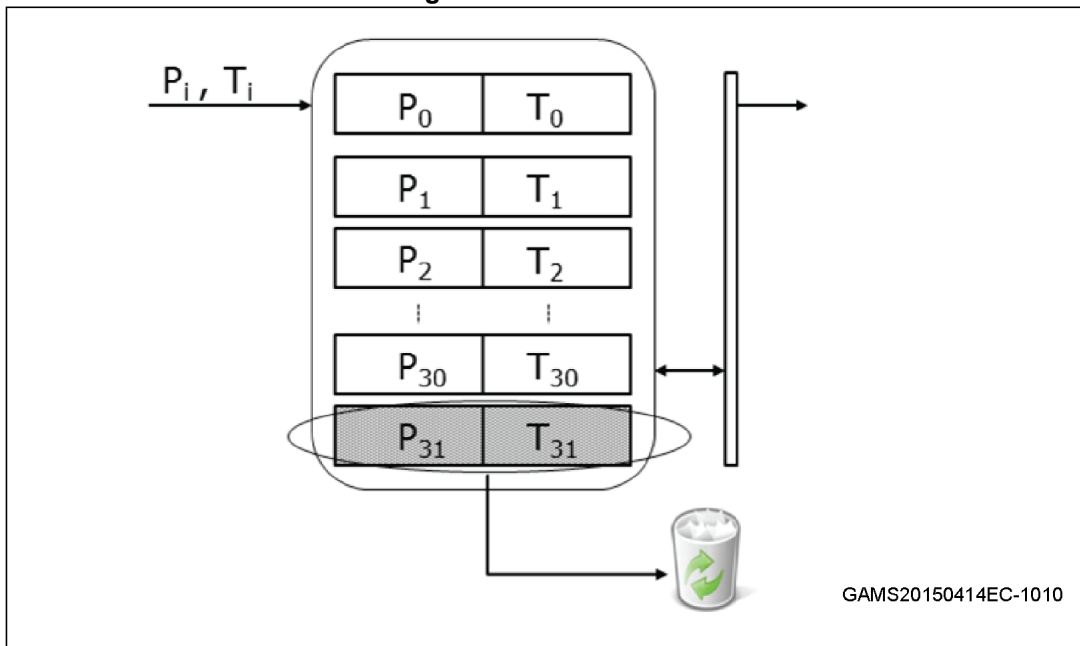 Pi , Ti
P0 T0
P1 T1
P2 T2
P30 T30
P31 T31
GAMS20150414EC-1010